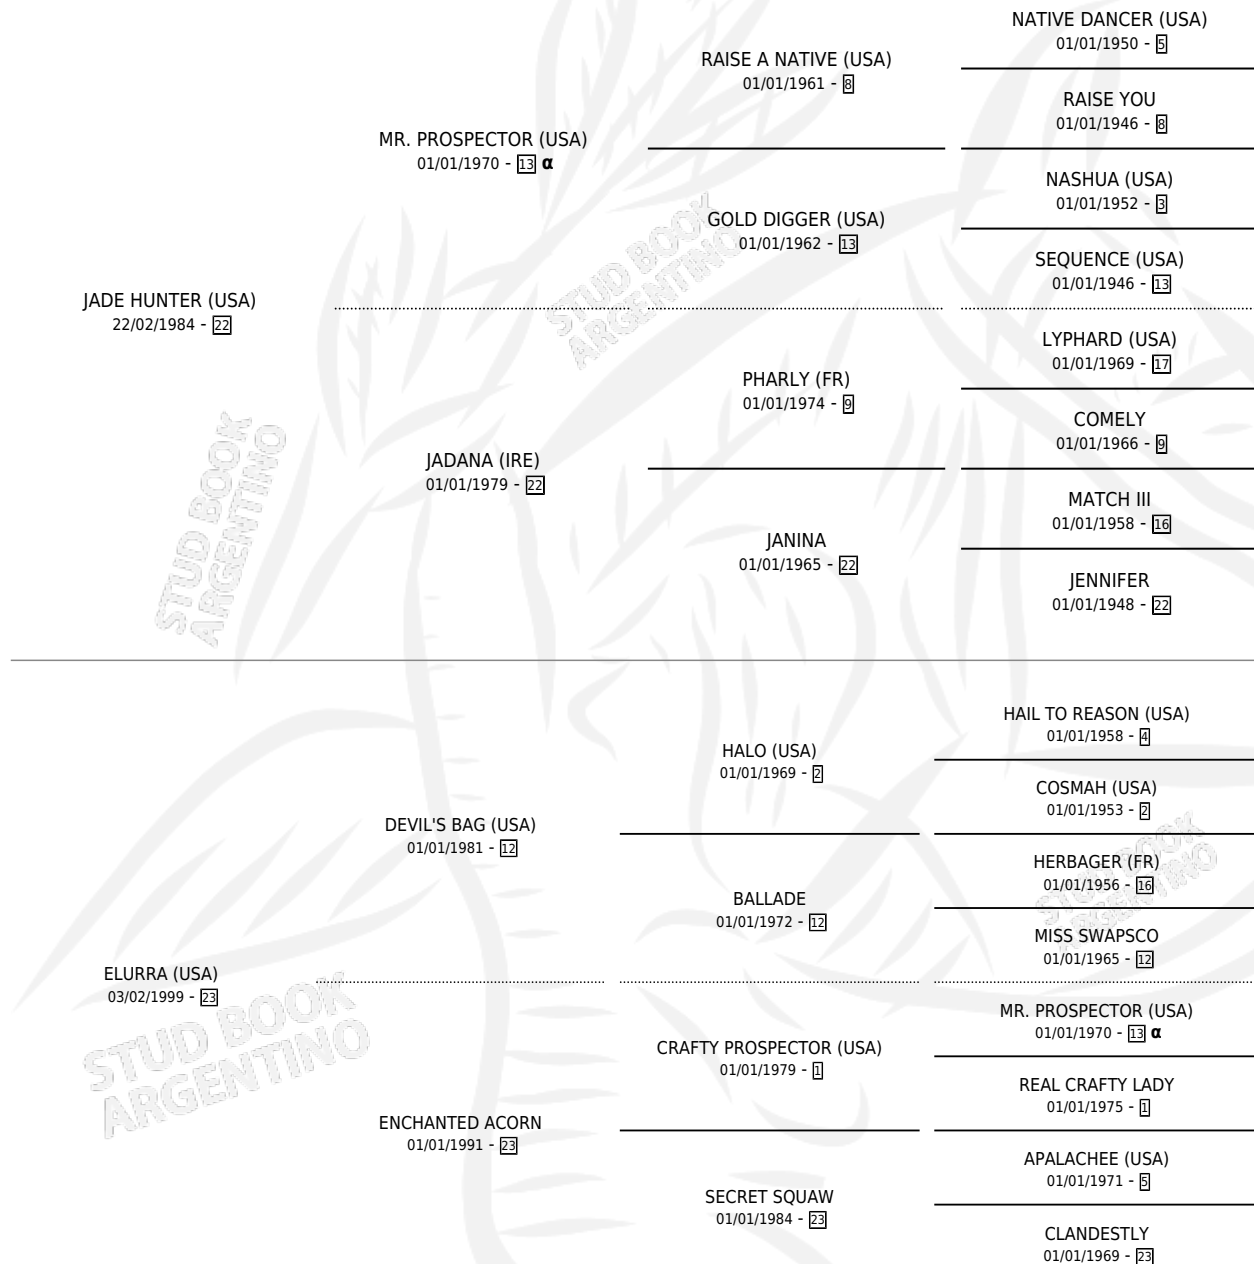 NATIVE DANCER (USA)
01/01/1950 - 5
RAISE A NATIVE (USA)
01/01/1961 - 8
RAISE YOU
01/01/1946 - 8
MR. PROSPECTOR (USA)
01/01/1970 - 13 α
NASHUA (USA)
01/01/1952 - 3
GOLD DIGGER (USA)
01/01/1962 - 13
SEQUENCE (USA)
01/01/1946 - 13
JADE HUNTER (USA)
22/02/1984 - 22
LYPHARD (USA)
01/01/1969 - 17
PHARLY (FR)
01/01/1974 - 9
COMELY
01/01/1966 - 9
JADANA (IRE)
01/01/1979 - 22
MATCH III
01/01/1958 - 16
JANINA
01/01/1965 - 22
JENNIFER
01/01/1948 - 22
HAIL TO REASON (USA)
01/01/1958 - 4
HALO (USA)
01/01/1969 - 2
COSMAH (USA)
01/01/1953 - 2
DEVIL'S BAG (USA)
01/01/1981 - 12
HERBAGER (FR)
01/01/1956 - 16
BALLADE
01/01/1972 - 12
MISS SWAPSCO
01/01/1965 - 12
ELURRA (USA)
03/02/1999 - 23
MR. PROSPECTOR (USA)
01/01/1970 - 13 α
CRAFTY PROSPECTOR (USA)
01/01/1979 - 1
REAL CRAFTY LADY
01/01/1975 - 1
ENCHANTED ACORN
01/01/1991 - 23
APALACHEE (USA)
01/01/1971 - 5
SECRET SQUAW
01/01/1984 - 23
CLANDESTLY
01/01/1969 - 23
STUD BOOK
ARGENTINO
STUD BOOK
ARGENTINO
STUD BOOK
ARGENTINO
STUD BOOK
ARGENTINO